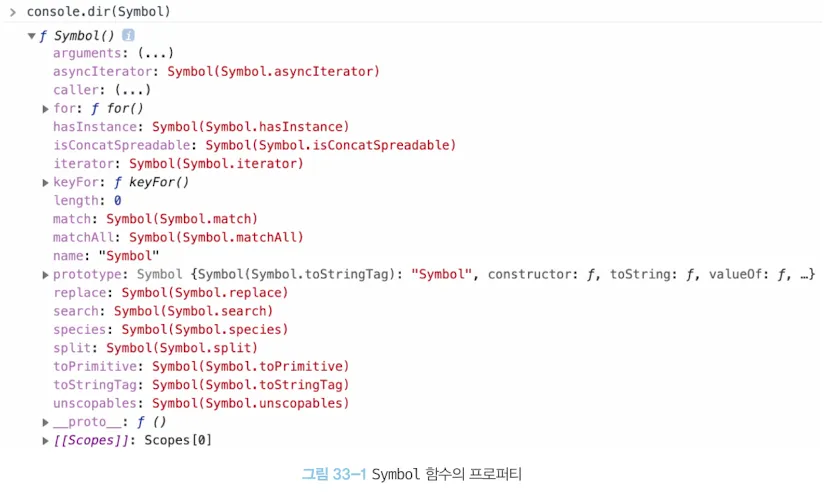 > console.dir(Symbol)
▼ƒ Symbol() i
arguments: (...)
asyncIterator: Symbol(Symbol.asyncIterator)
caller: (...)
▶for: ƒ for()
hasInstance: Symbol(Symbol.hasInstance)
isConcatSpreadable: Symbol(Symbol.isConcatSpreadable)
iterator: Symbol(Symbol.iterator)
▶keyFor: ƒ keyFor()
length: 0
match: Symbol(Symbol.match)
matchAll: Symbol(Symbol.matchAll)
name: "Symbol"
▶prototype: Symbol {Symbol(Symbol.toStringTag): "Symbol", constructor: ƒ, toString: ƒ, valueOf: ƒ, …}
replace: Symbol(Symbol.replace)
search: Symbol(Symbol.search)
species: Symbol(Symbol.species)
split: Symbol(Symbol.split)
toPrimitive: Symbol(Symbol.toPrimitive)
toStringTag: Symbol(Symbol.toStringTag)
unscopables: Symbol(Symbol.unscopables)
▶__proto__: ƒ ()
▶[[Scopes]]: Scopes[0]
그림 33-1 Symbol 함수의 프로퍼티